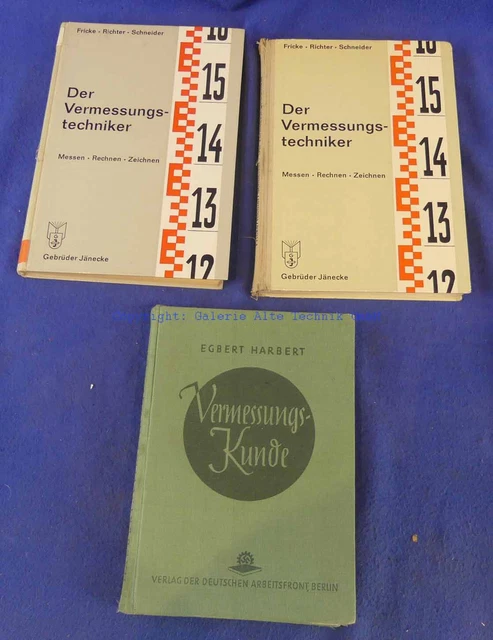 Fricke - Richter - Schneider
Der
Vermessungs-
techniker
Messen - Rechnen - Zeichnen
Gebrüder Jänecke
16
15
14
13
12
Fricke - Richter - Schneider
Der
Vermessungs-
techniker
Messen - Rechnen - Zeichnen
Gebrüder Jänecke
16
15
14
13
12
Copyright: Galerie Alte Technik
EGBERT HARBERT
Vermessungs-
Kunde
VERLAG DER DEUTSCHEN ARBEITSFRONT BERLIN